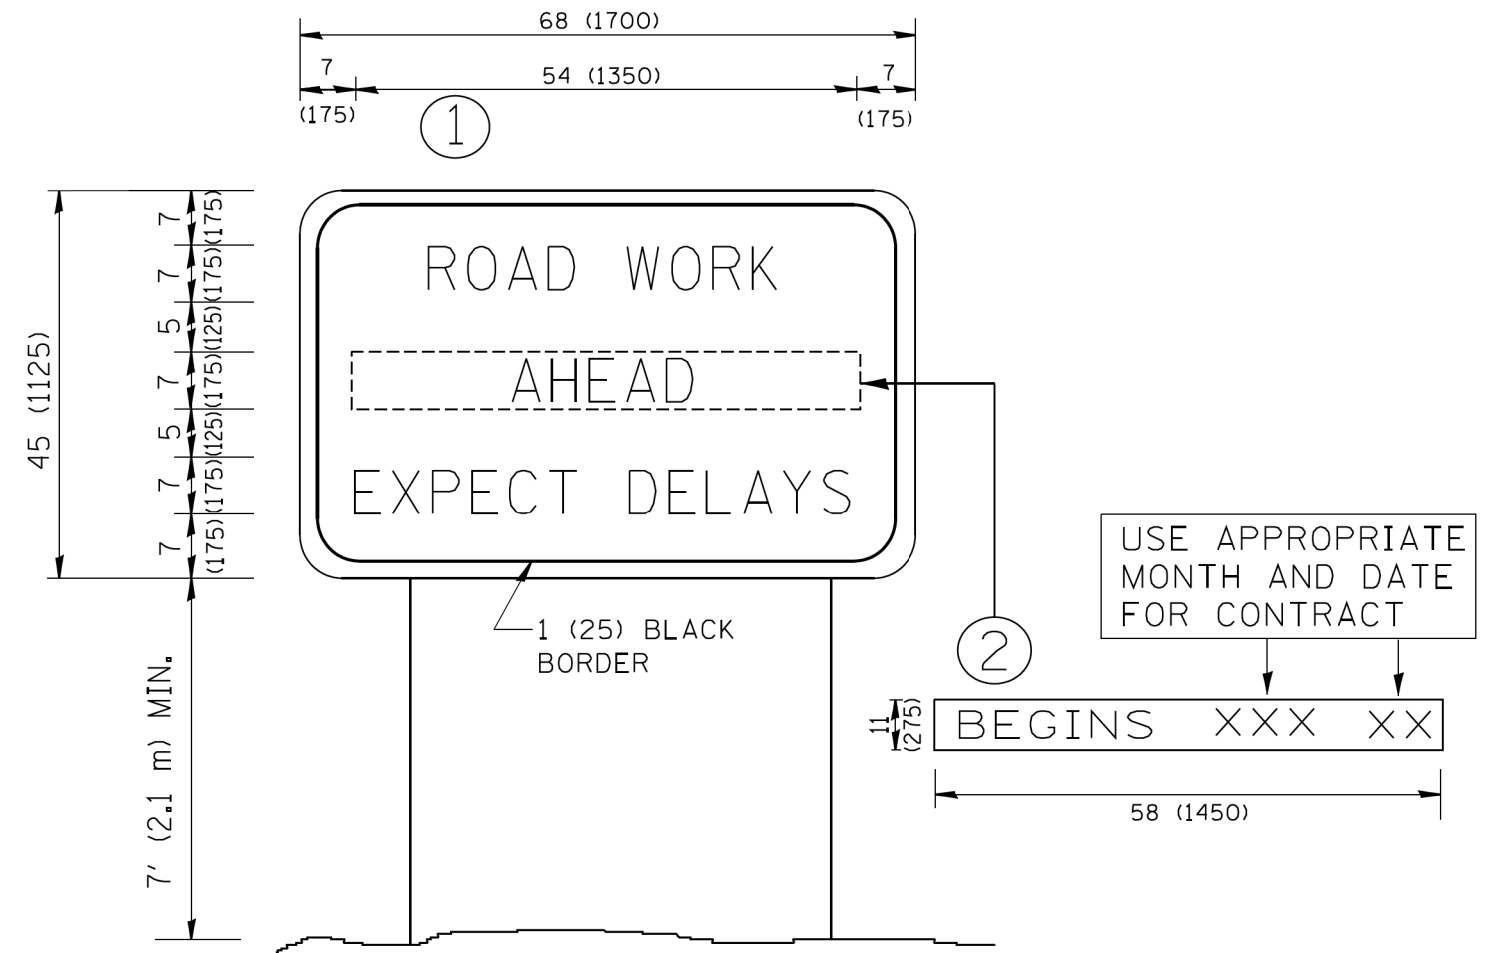 68 (1700)
7
54 (1350)
7
(175)
(175)
1
7
(175)
7
(175)
5
(125)
7
(175)
5
(125)
7
(175)
7
(175)
45 (1125)
ROAD WORK
AHEAD
EXPECT DELAYS
1 (25) BLACK
BORDER
7' (2.1 m) MIN.
USE APPROPRIATE
MONTH AND DATE
FOR CONTRACT
2
11
(275)
BEGINS XXX XX
58 (1450)